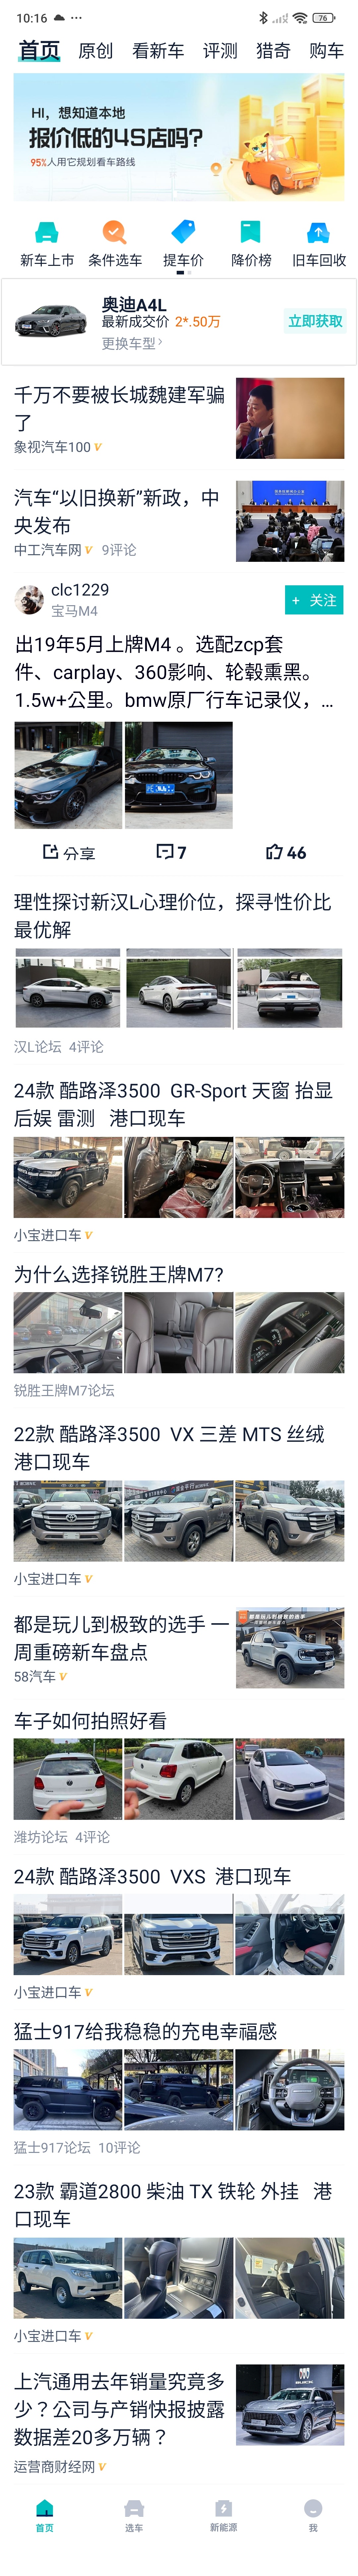 10:16
76
首页 原创 看新车 评测 猎奇 购车
HI，想知道本地
报价低的4S店吗?
95%人用它规划看车路线
新车上市 条件选车 提车价 降价榜 旧车回收
奥迪A4L
最新成交价 2*.50万
更换车型
立即获取
千万不要被长城魏建军骗
了
象视汽车100
汽车“以旧换新”新政，中
央发布
中工汽车网 9评论
clc1229
宝马M4
+ 关注
出19年5月上牌M4 。选配zcp套
件、carplay、360影响、轮毂熏黑。
1.5w+公里。bmw原厂行车记录仪，...
分享 7 46
理性探讨新汉L心理价位，探寻性价比
最优解
汉L论坛 4评论
24款 酷路泽3500 GR-Sport 天窗 抬显
后娱 雷测 港口现车
小宝进口车
为什么选择锐胜王牌M7?
锐胜王牌M7论坛
22款 酷路泽3500 VX 三差 MTS 丝绒
港口现车
小宝进口车
都是玩儿到极致的选手 一
周重磅新车盘点
58汽车
车子如何拍照好看
潍坊论坛 4评论
24款 酷路泽3500 VXS 港口现车
小宝进口车
猛士917给我稳稳的充电幸福感
猛士917论坛 10评论
23款 霸道2800 柴油 TX 铁轮 外挂 港
口现车
小宝进口车
上汽通用去年销量究竟多
少？公司与产销快报披露
数据差20多万辆？
BUICK
运营商财经网
首页 选车 新能源 我